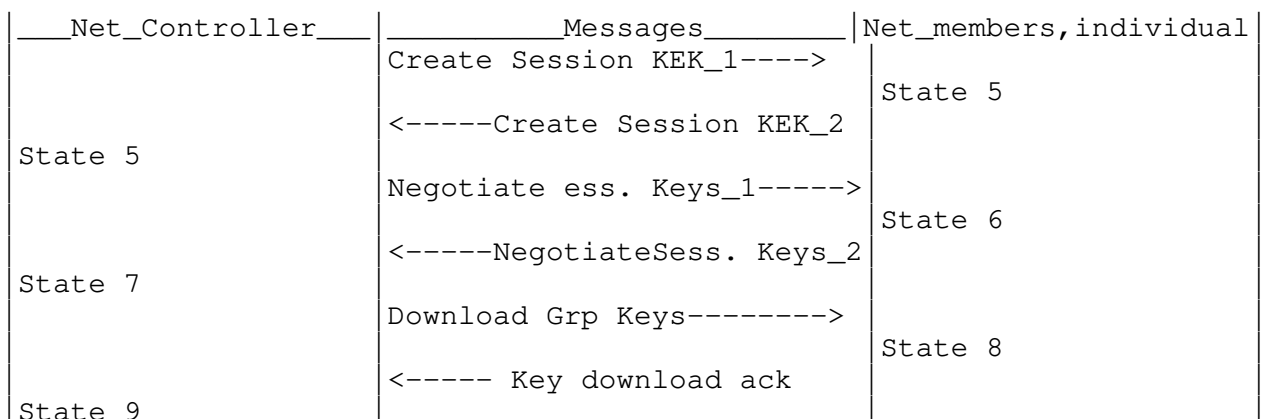 |___Net_Controller___|__________Messages________|Net_members,individual|
|                    |Create Session KEK_1---->  |                      |
|                    |                           |State 5               |
|                    |<-----Create Session KEK_2 |                      |
|State 5             |                           |                      |
|                    |Negotiate ess. Keys_1----->|                      |
|                    |                           |State 6               |
|                    |<-----NegotiateSess. Keys_2|                      |
|State 7             |                           |                      |
|                    |Download Grp Keys-------->  |                      |
|                    |                           |State 8               |
|                    |<----- Key download ack    |                      |
|State 9             |                           |                      |